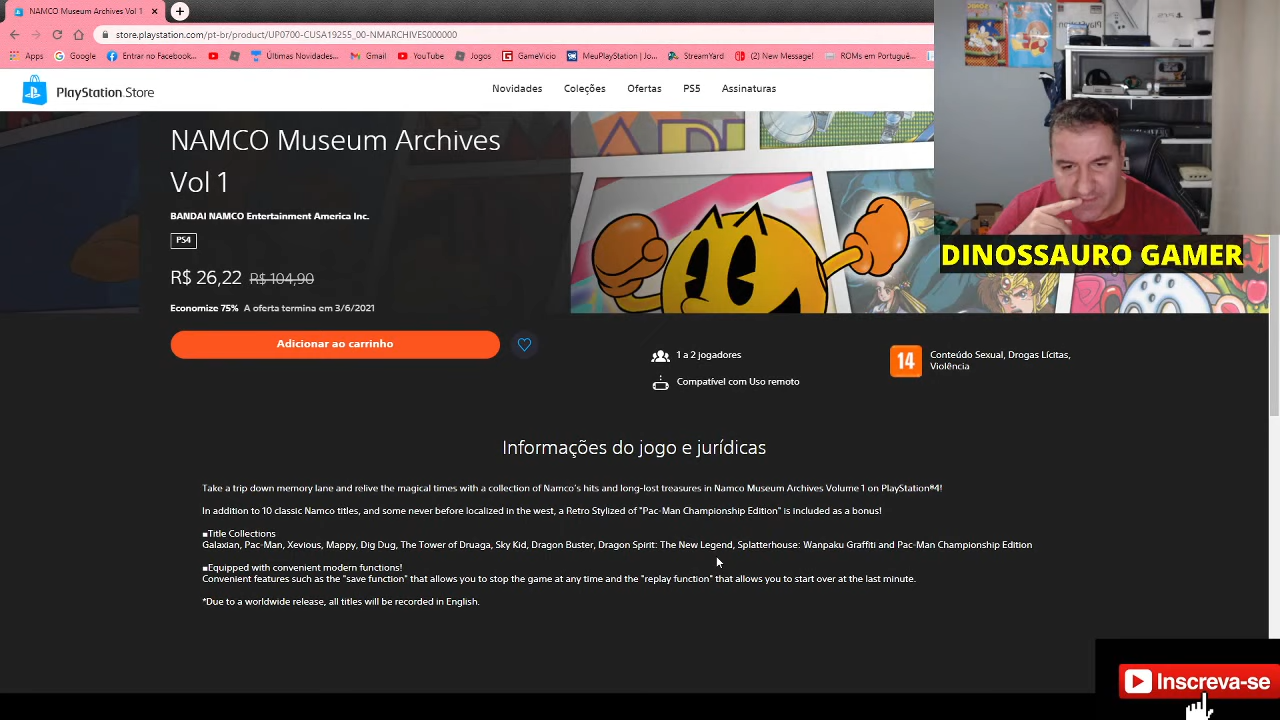 NAMCO Museum Archives Vol 1
store.playstation.com/pt-br/product/UP0700-CUSA19255_00-NMARCHIVES000000
Apps Google Entrar no Facebook... Últimas Novidades... Gmail YouTube Jogos GameVicio MeuPlayStation | Jo... StreamYard (2) New Message! ROMs em Portugu...
PlayStation.Store
Novidades Coleções Ofertas PS5 Assinaturas
NAMCO Museum Archives
Vol 1
BANDAI NAMCO Entertainment America Inc.
PS4
R$ 26,22 R$ 104,90
Economize 75% A oferta termina em 3/6/2021
Adicionar ao carrinho
DINOSSAURO GAMER
1 a 2 jogadores
Compatível com Uso remoto
14
Conteúdo Sexual, Drogas Lícitas,
Violência
Informações do jogo e jurídicas
Take a trip down memory lane and relive the magical times with a collection of Namco's hits and long-lost treasures in Namco Museum Archives Volume 1 on PlayStation®4!
In addition to 10 classic Namco titles, and some never before localized in the west, a Retro Stylized of "Pac-Man Championship Edition" is included as a bonus!
■Title Collections
Galaxian, Pac-Man, Xevious, Mappy, Dig Dug, The Tower of Druaga, Sky Kid, Dragon Buster, Dragon Spirit: The New Legend, Splatterhouse: Wanpaku Graffiti and Pac-Man Championship Edition
■Equipped with convenient modern functions!
Convenient features such as the "save function" that allows you to stop the game at any time and the "replay function" that allows you to start over at the last minute.
*Due to a worldwide release, all titles will be recorded in English.
Inscreva-se